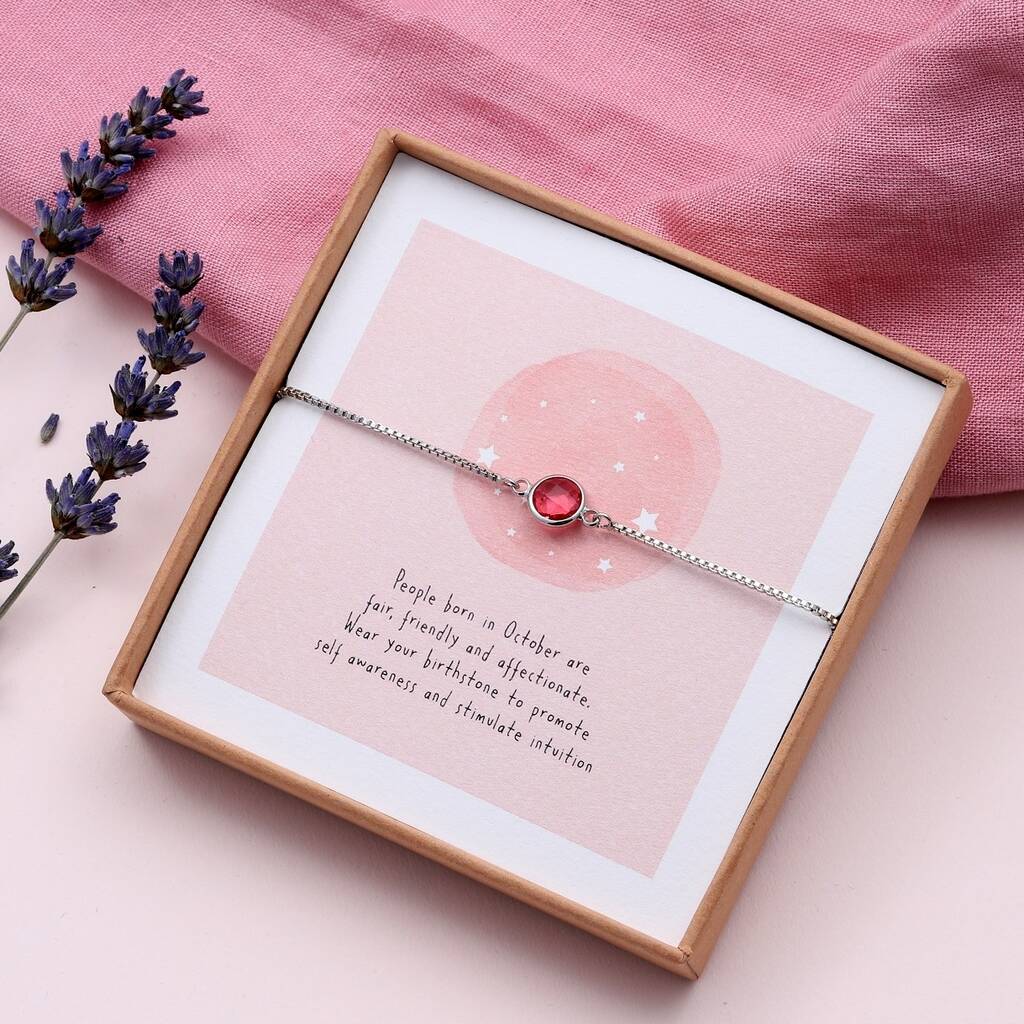 People born in October are
fair, friendly and affectionate.
Wear your birthstone to promote
self awareness and stimulate intuition